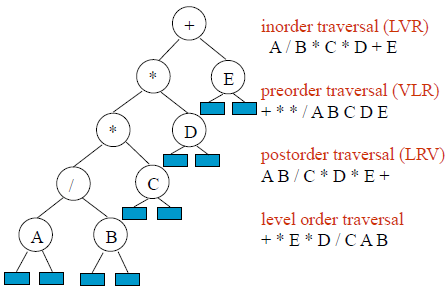 +
inorder traversal (LVR)
A / B * C * D + E
*
E
preorder traversal (VLR)
+ * * / A B C D E
*
D
postorder traversal (LRV)
A B / C * D * E +
/
C
level order traversal
+ * E * D / C A B
A
B